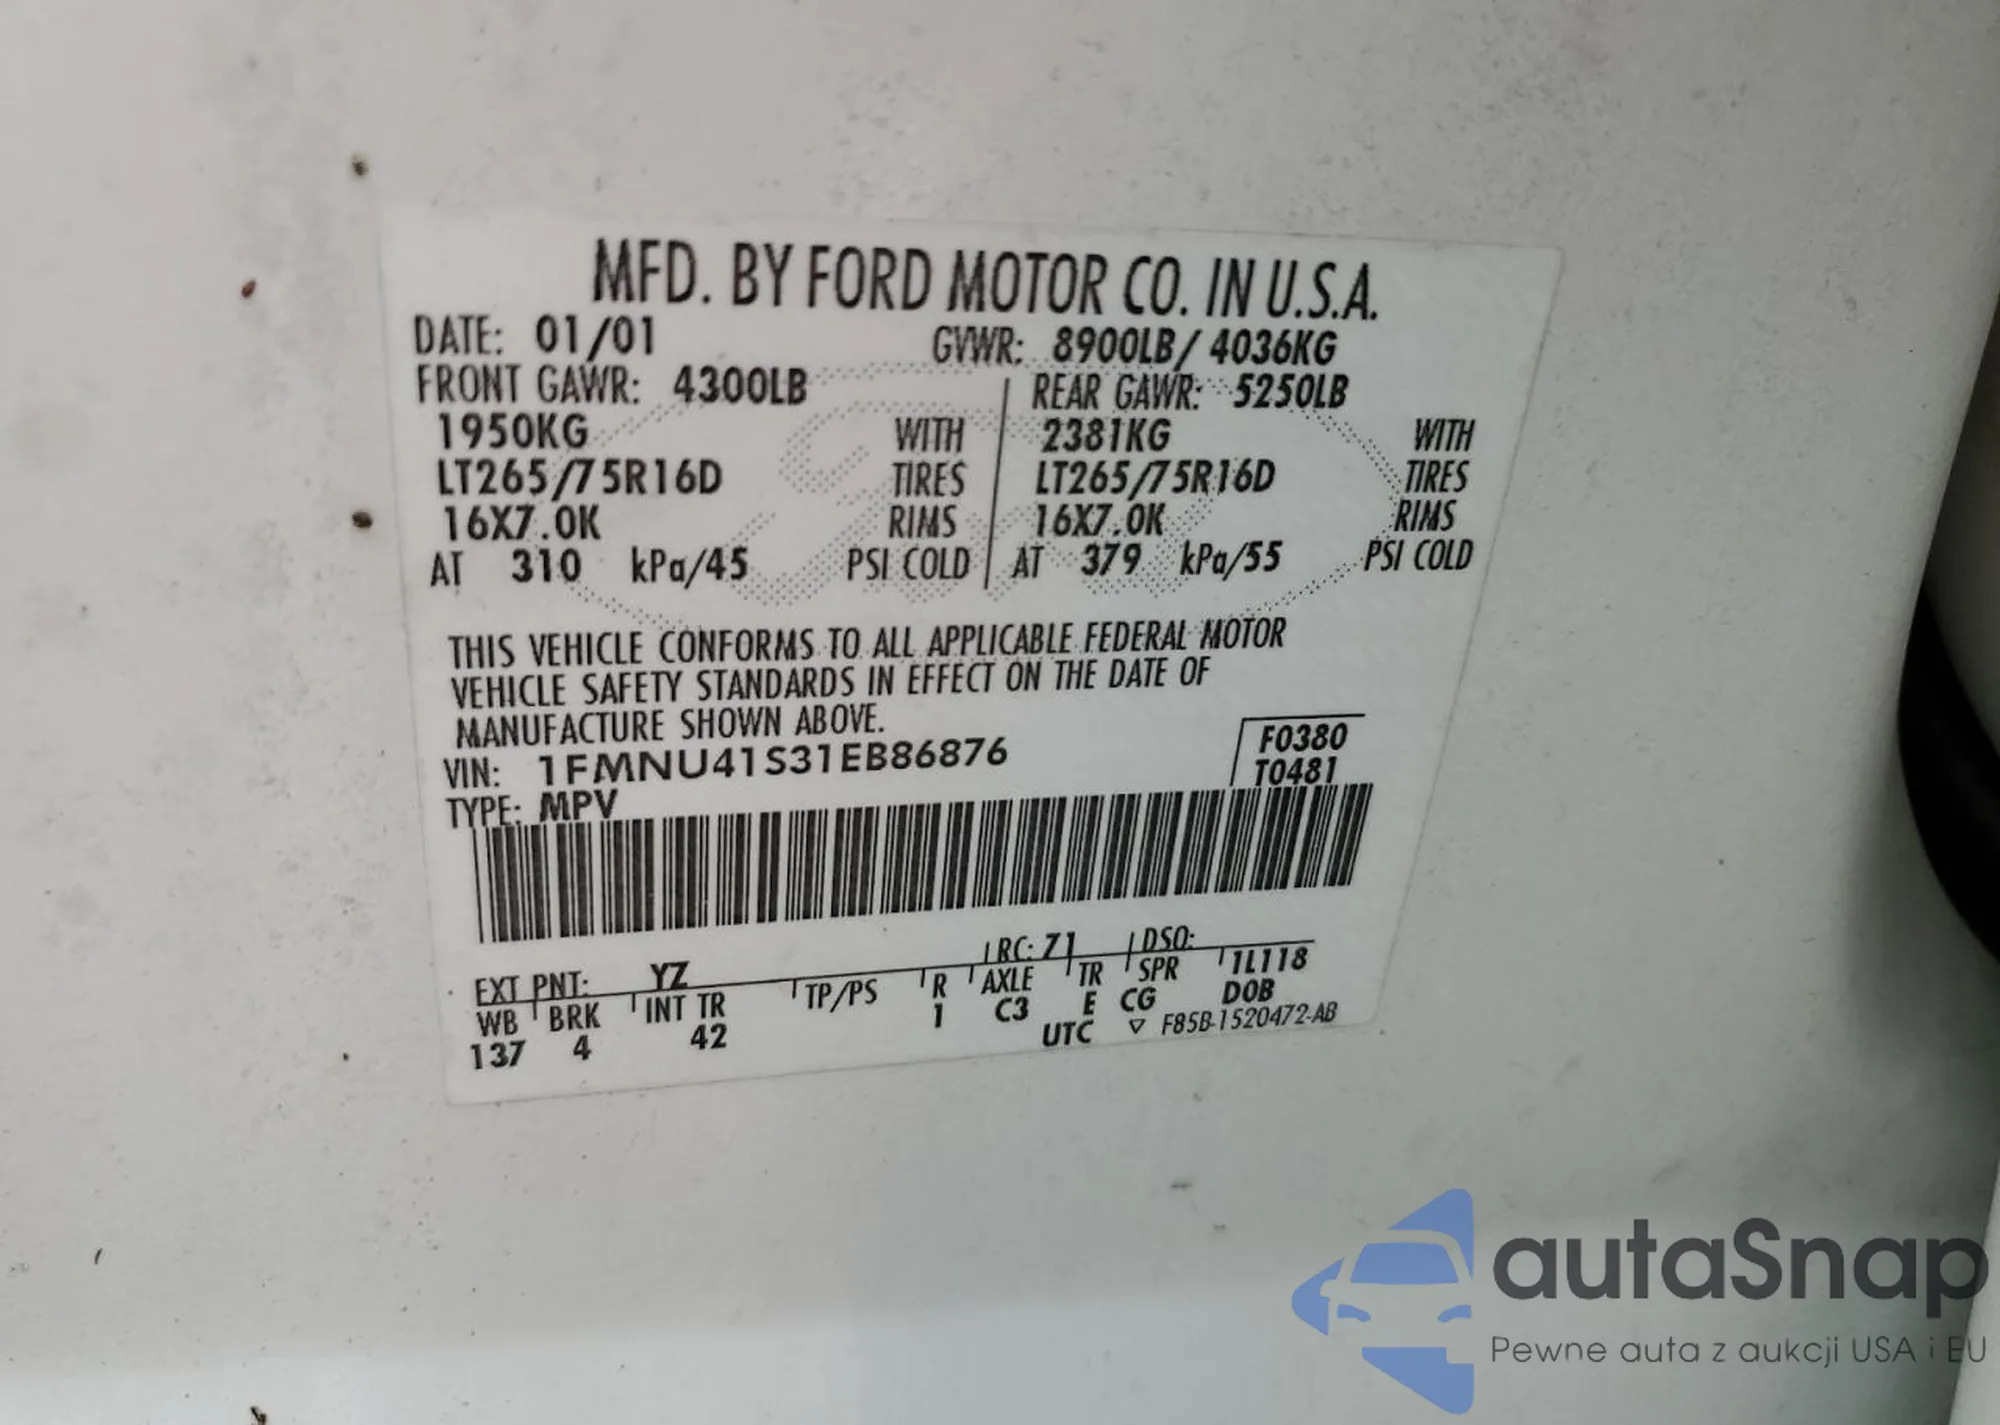 MFD. BY FORD MOTOR CO. IN U.S.A.
DATE: 01/01 GVWR: 8900LB/ 4036KG
FRONT GAWR: 4300LB REAR GAWR: 5250LB
1950KG WITH 2381KG WITH
LT265/75R16D TIRES LT265/75R16D TIRES
16X7.0K RIMS 16X7.0K RIMS
AT 310 kPa/45 PSI COLD AT 379 kPa/55 PSI COLD
THIS VEHICLE CONFORMS TO ALL APPLICABLE FEDERAL MOTOR
VEHICLE SAFETY STANDARDS IN EFFECT ON THE DATE OF
MANUFACTURE SHOWN ABOVE.
VIN: 1FMNU41S31EB86876 F0380
TYPE: MPV T0481
EXT PNT: YZ RC: 71 DSO:
WB BRK INT TR TP/PS R AXLE TR SPR 1L118
137 4 42 1 C3 E CG DOB
UTC ▽ F85B-1520472-AB
autaSnap
Pewne auta z aukcji USA i EU